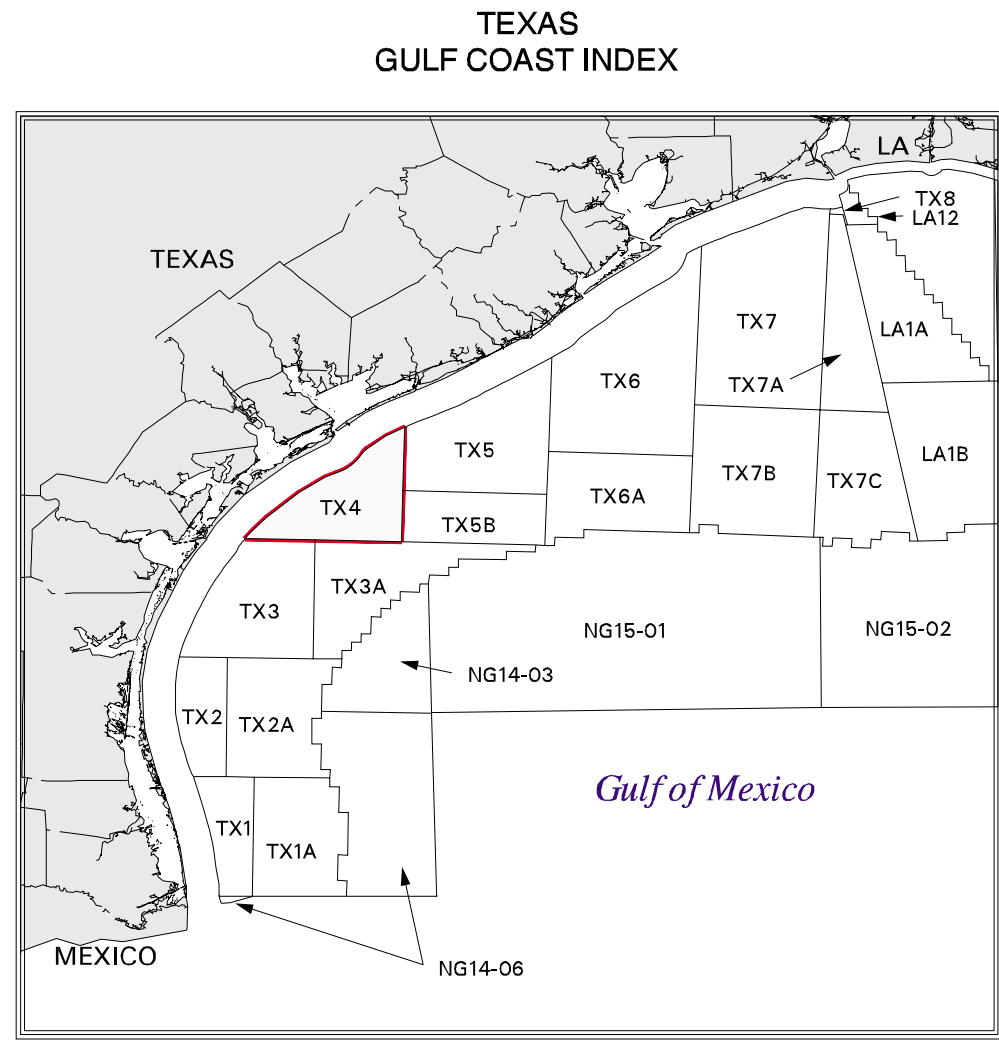 TEXAS
GULF COAST INDEX
LA
TX8
LA12
TEXAS
TX7
LA1A
TX7A
TX6
TX5
LA1B
TX7B
TX7C
TX6A
TX4
TX5B
TX3A
TX3
NG15-01
NG15-02
NG14-03
TX2
TX2A
Gulf of Mexico
TX1
TX1A
MEXICO
NG14-06